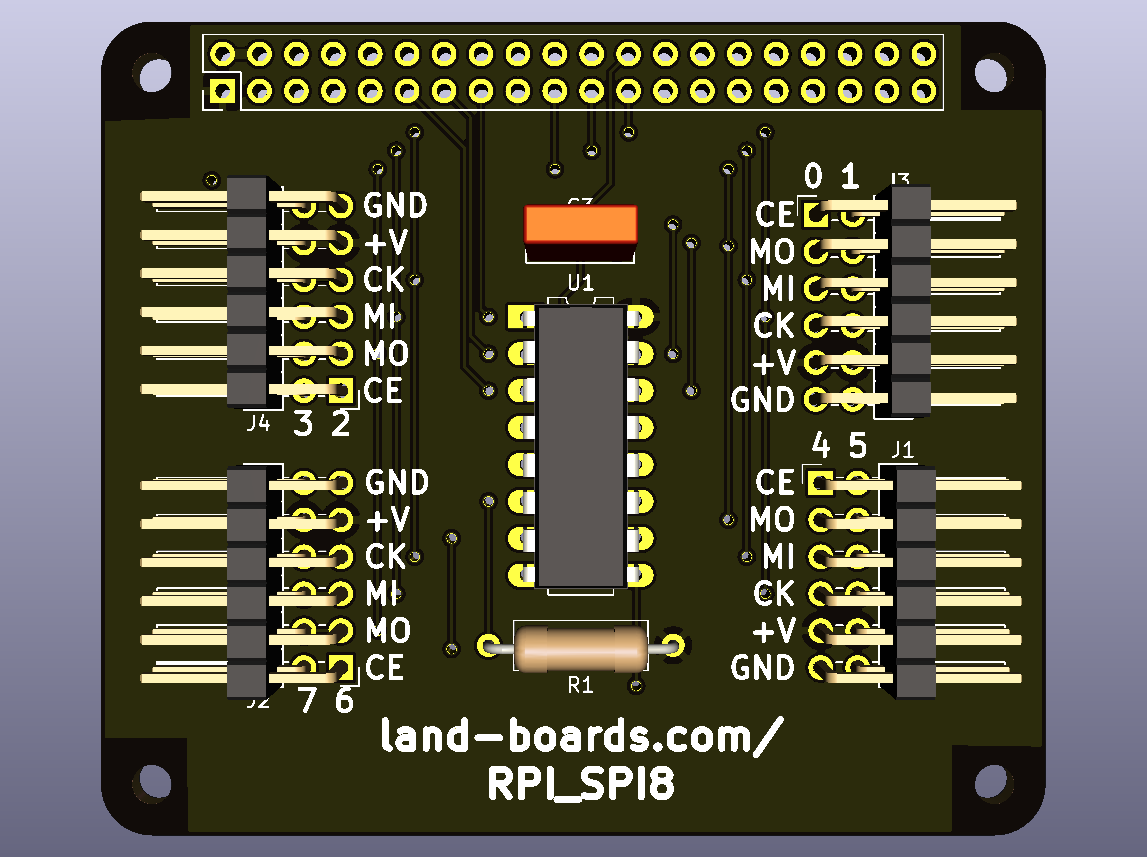 0 1
J3
GND
+V
CK
MI
MO
CE
J4 3 2
C3
U1
CE
MO
MI
CK
+V
GND
GND
+V
CK
MI
MO
CE
J2 7 6
4 5 J1
CE
MO
MI
CK
+V
GND
R1
land-boards.com/
RPI_SPI8